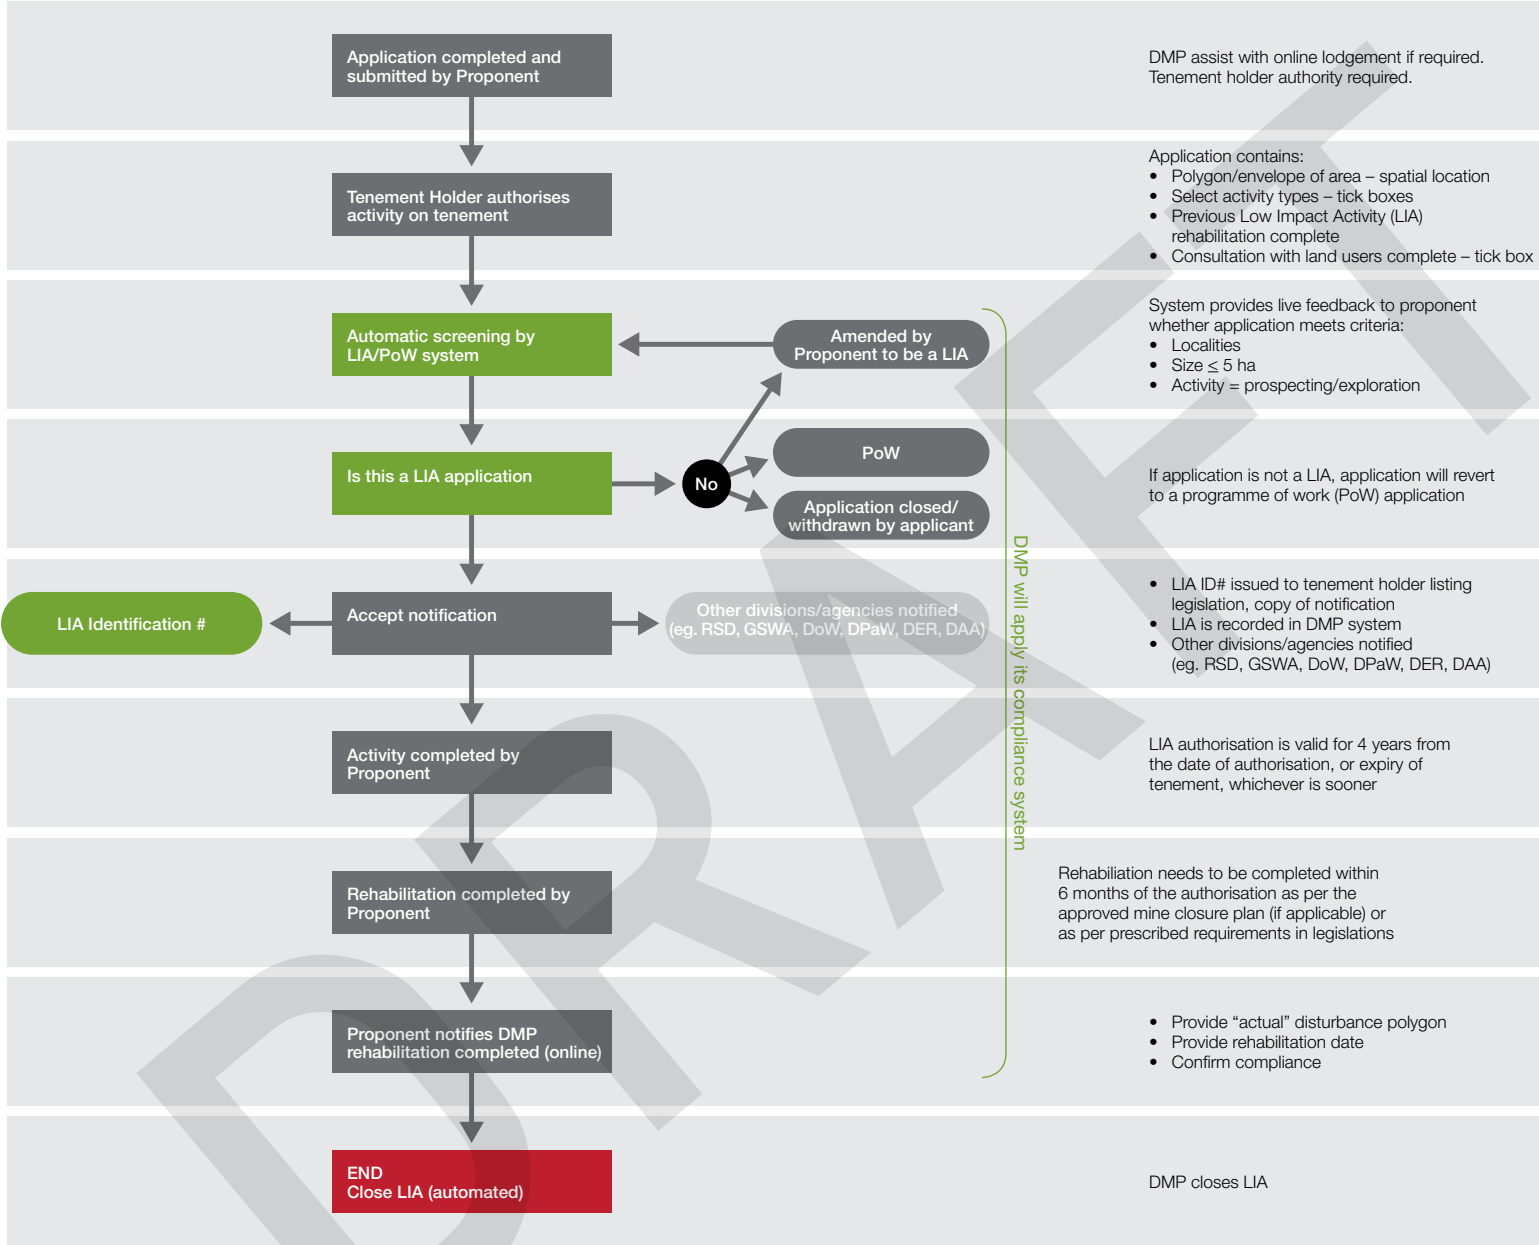 Application completed and
submitted by Proponent
DMP assist with online lodgement if required.
Tenement holder authority required.
Tenement Holder authorises
activity on tenement
Application contains:
• Polygon/envelope of area – spatial location
• Select activity types – tick boxes
• Previous Low Impact Activity (LIA)
rehabilitation complete
• Consultation with land users complete – tick box
Automatic screening by
LIA/PoW system
Amended by
Proponent to be a LIA
System provides live feedback to proponent
whether application meets criteria:
• Localities
• Size ≤ 5 ha
• Activity = prospecting/exploration
Is this a LIA application
No
PoW
Application closed/
withdrawn by applicant
If application is not a LIA, application will revert
to a programme of work (PoW) application
LIA Identification #
Accept notification
Other divisions/agencies notified
(eg. RSD, GSWA, DoW, DPaW, DER, DAA)
• LIA ID# issued to tenement holder listing
legislation, copy of notification
• LIA is recorded in DMP system
• Other divisions/agencies notified
(eg. RSD, GSWA, DoW, DPaW, DER, DAA)
DMP will apply its compliance system
Activity completed by
Proponent
LIA authorisation is valid for 4 years from
the date of authorisation, or expiry of
tenement, whichever is sooner
Rehabilitation completed by
Proponent
Rehabiliation needs to be completed within
6 months of the authorisation as per the
approved mine closure plan (if applicable) or
as per prescribed requirements in legislations
Proponent notifies DMP
rehabilitation completed (online)
• Provide “actual” disturbance polygon
• Provide rehabilitation date
• Confirm compliance
END
Close LIA (automated)
DMP closes LIA
DRAFT